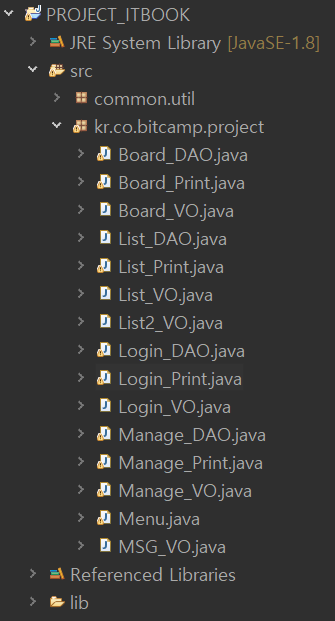 PROJECT_ITBOOK
JRE System Library [JavaSE-1.8]
src
common.util
kr.co.bitcamp.project
Board_DAO.java
Board_Print.java
Board_VO.java
List_DAO.java
List_Print.java
List_VO.java
List2_VO.java
Login_DAO.java
Login_Print.java
Login_VO.java
Manage_DAO.java
Manage_Print.java
Manage_VO.java
Menu.java
MSG_VO.java
Referenced Libraries
lib